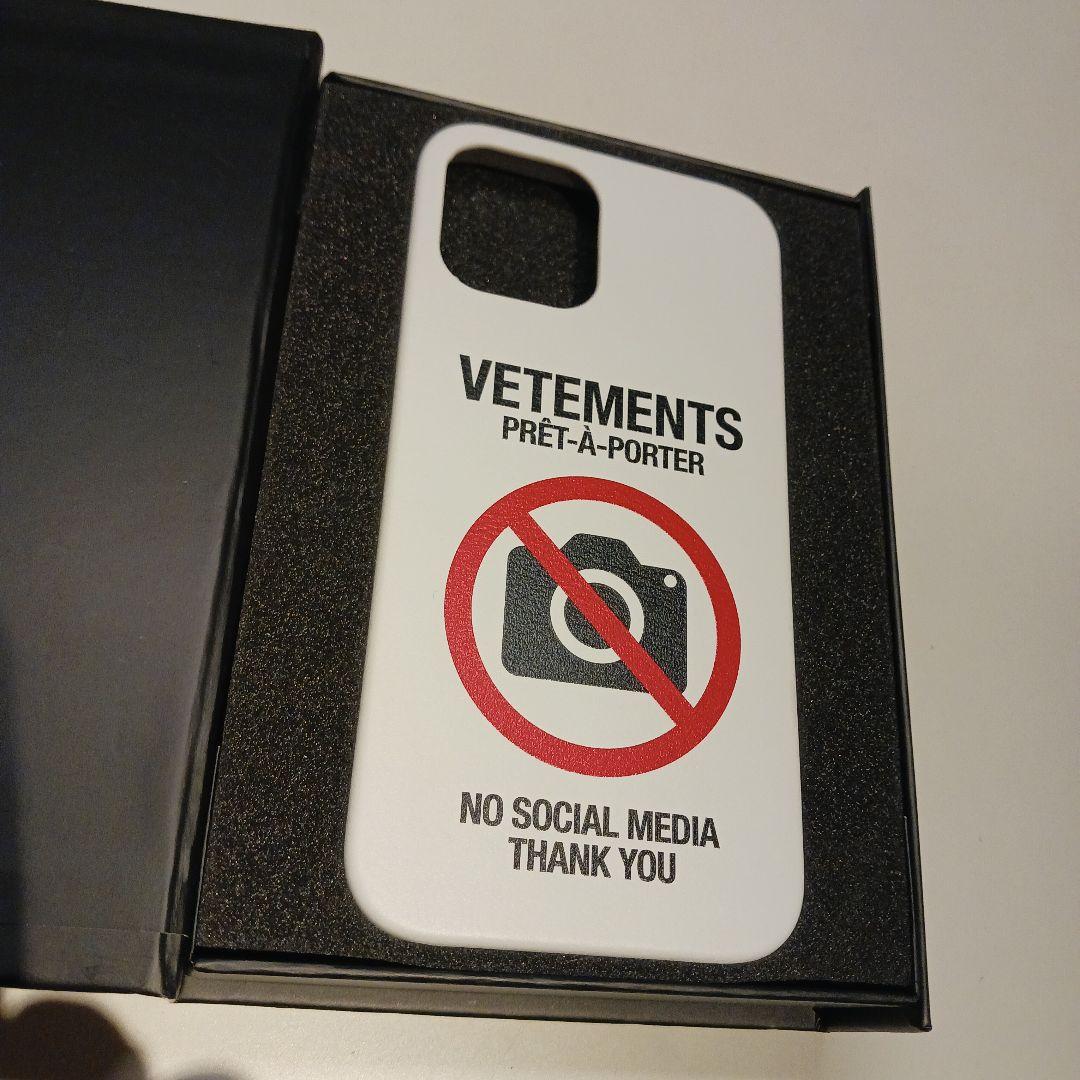 VETEMENTS
PRÊT-À-PORTER
NO SOCIAL MEDIA
THANK YOU